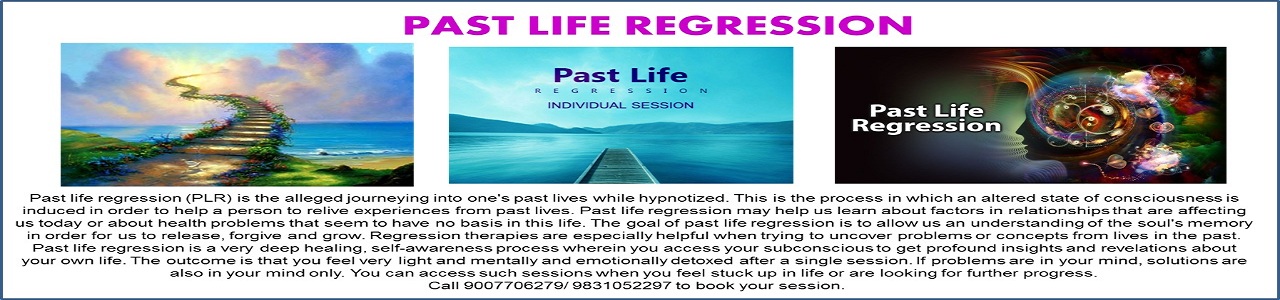 PAST LIFE REGRESSION
Past Life
REGRESSION
INDIVIDUAL SESSION
Past Life
Regression
Past life regression (PLR) is the alleged journeying into one's past lives while hypnotized. This is the process in which an altered state of consciousness is
induced in order to help a person to relive experiences from past lives. Past life regression may help us learn about factors in relationships that are affecting
us today or about health problems that seem to have no basis in this life. The goal of past life regression is to allow us an understanding of the soul's memory
in order for us to release, forgive and grow. Regression therapies are especially helpful when trying to uncover problems or concepts from lives in the past.
Past life regression is a very deep healing, self-awareness process wherein you access your subconscious to get profound insights and revelations about
your own life. The outcome is that you feel very light and mentally and emotionally detoxed after a single session. If problems are in your mind, solutions are
also in your mind only. You can access such sessions when you feel stuck up in life or are looking for further progress.
Call 9007706279/ 9831052297 to book your session.